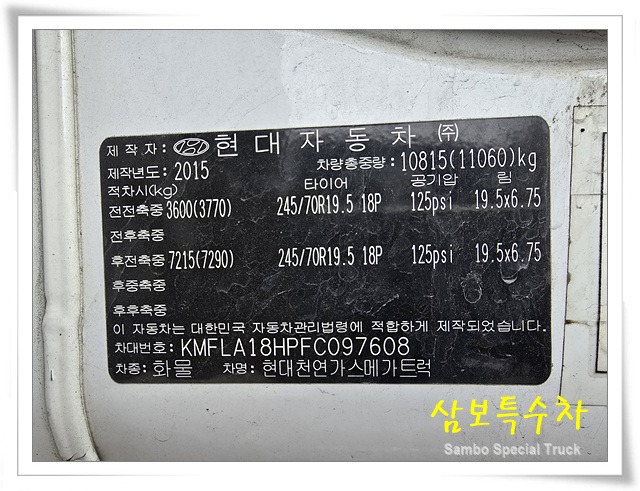 제작자: 현대자동차 ㈜
제작년도: 2015 차량총중량: 10815(11060)kg
적차시(kg) 타이어 공기압 림
전전축중 3600(3770) 245/70R19.5 18P 125psi 19.5x6.75
전후축중
후전축중 7215(7290) 245/70R19.5 18P 125psi 19.5x6.75
후중축중
후후축중
이 자동차는 대한민국 자동차관리법령에 적합하게 제작되었습니다.
차대번호: KMFLA18HPFC097608
차종: 화물 차명: 현대천연가스메가트럭
삼보특수차
Sambo Special Truck